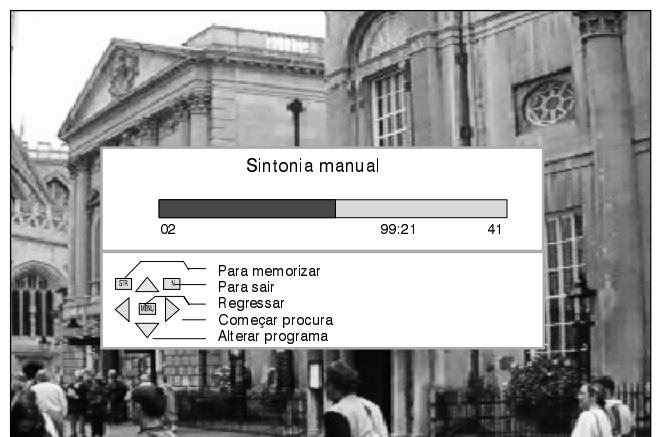 Sintonia manual
02 99:21 41
STR N Para memorizar
Para sair
MENU Regressar
Começar procura
Alterar programa